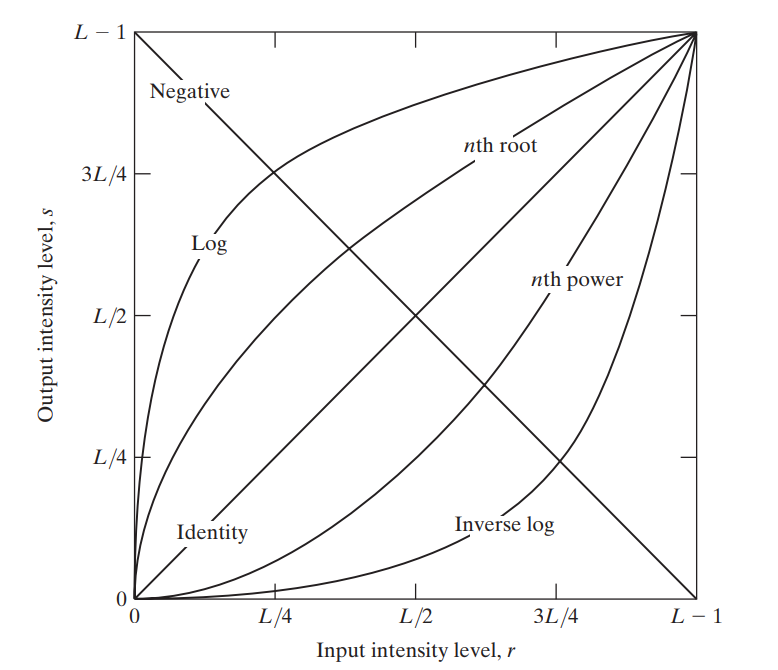 L − 1
Negative
nth root
3L/4
Log
nth power
L/2
Output intensity level, s
L/4
Identity
Inverse log
0
0
L/4
L/2
3L/4
L − 1
Input intensity level, r